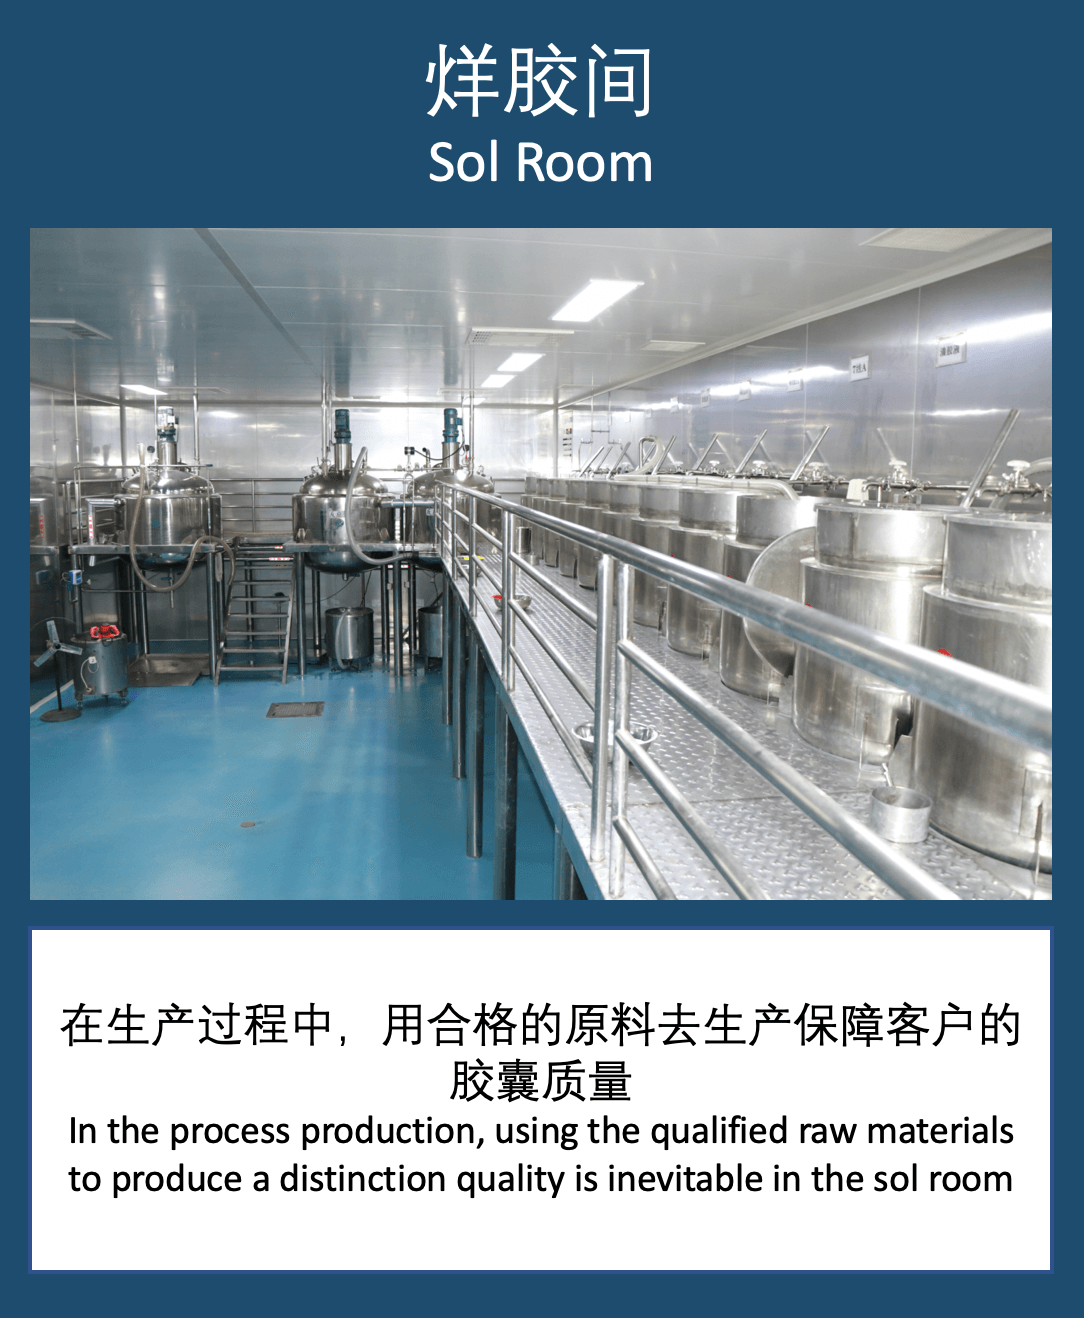 烊胶间
Sol Room
在生产过程中，用合格的原料去生产保障客户的
胶囊质量
In the process production, using the qualified raw materials
to produce a distinction quality is inevitable in the sol room